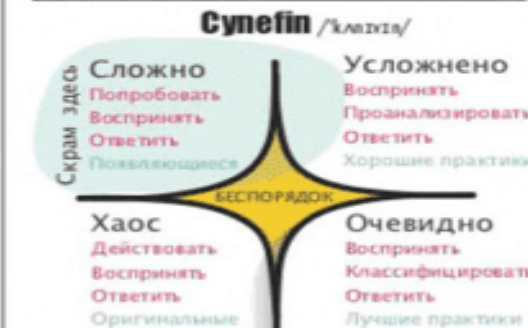 Cynefin /ˈkʌnɪvɪn/
Скрам здесь
Сложно
Попробовать
Воспринять
Ответить
Появляющиеся
Усложнено
Воспринять
Проанализировать
Ответить
Хорошие практики
БЕСПОРЯДОК
Хаос
Действовать
Воспринять
Ответить
Оригинальные
Очевидно
Воспринять
Классифицировать
Ответить
Лучшие практики